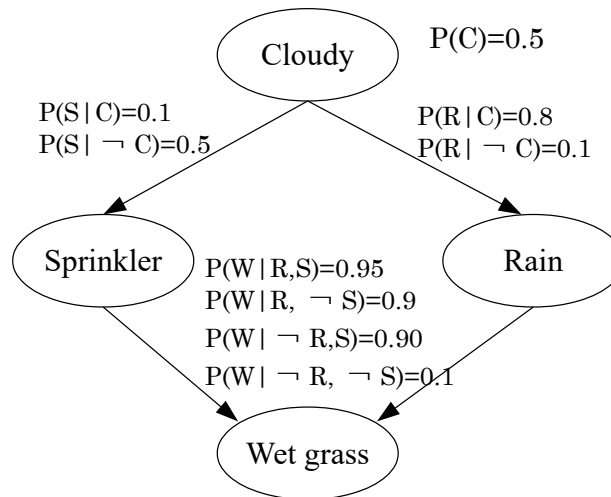 Cloudy
P(C)=0.5
P(S|C)=0.1
P(S| ¬ C)=0.5
P(R|C)=0.8
P(R| ¬ C)=0.1
Sprinkler
Rain
P(W|R,S)=0.95
P(W|R, ¬ S)=0.9
P(W| ¬ R,S)=0.90
P(W| ¬ R, ¬ S)=0.1
Wet grass